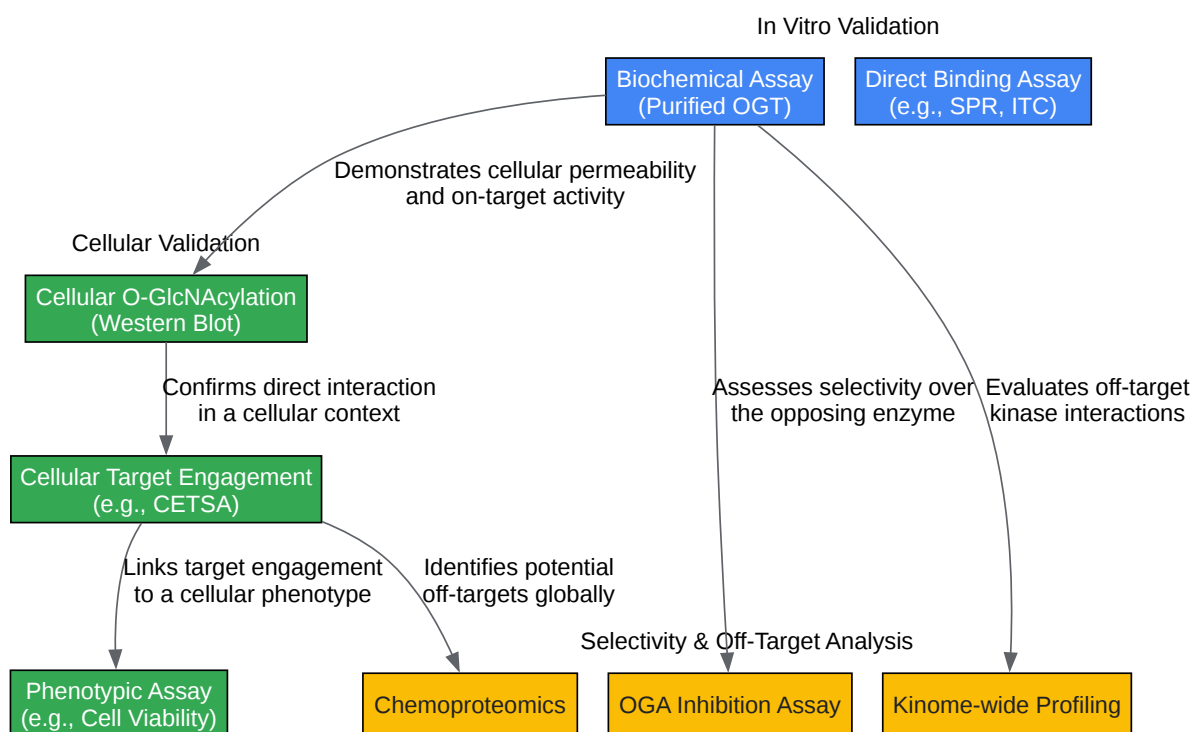 In Vitro Validation
Biochemical Assay
(Purified OGT)
Direct Binding Assay
(e.g., SPR, ITC)
Demonstrates cellular permeability
and on-target activity
Cellular Validation
Cellular O-GlcNAcylation
(Western Blot)
Confirms direct interaction
in a cellular context
Assesses selectivity over
the opposing enzyme
Evaluates off-target
kinase interactions
Cellular Target Engagement
(e.g., CETSA)
Links target engagement
to a cellular phenotype
Identifies potential
off-targets globally
Selectivity & Off-Target Analysis
Phenotypic Assay
(e.g., Cell Viability)
Chemoproteomics
OGA Inhibition Assay
Kinome-wide Profiling